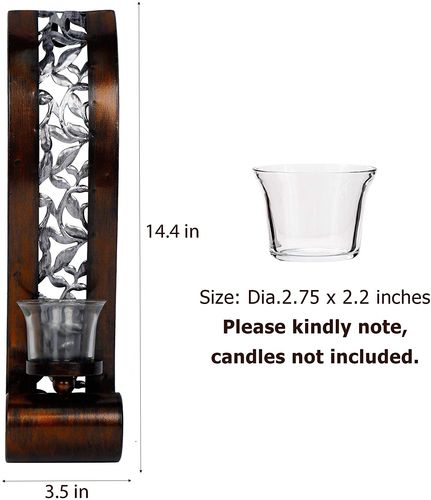 14.4 in
Size: Dia.2.75 x 2.2 inches
Please kindly note,
candles not included.
3.5 in